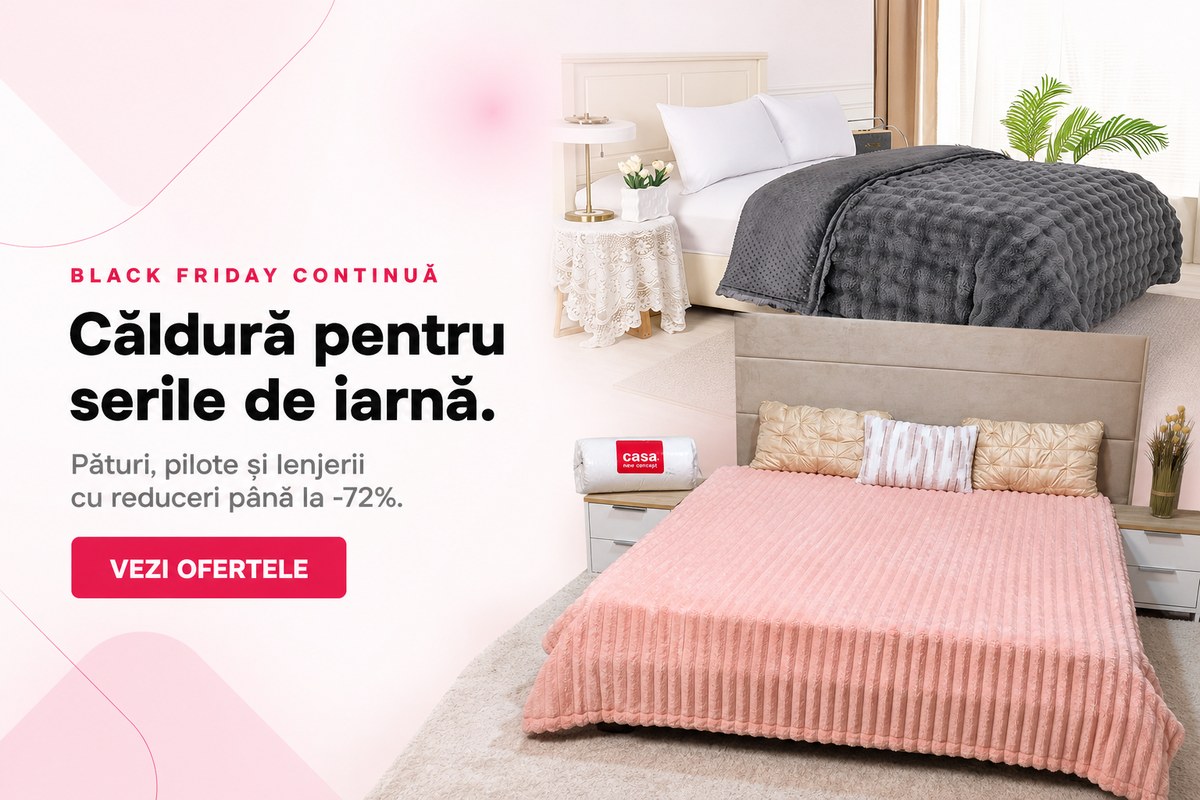 BLACK FRIDAY CONTINUĂ
Căldură pentru
serile de iarnă.
Pături, pilote și lenjerii
cu reduceri până la -72%.
VEZI OFERTELE
casa
new concept